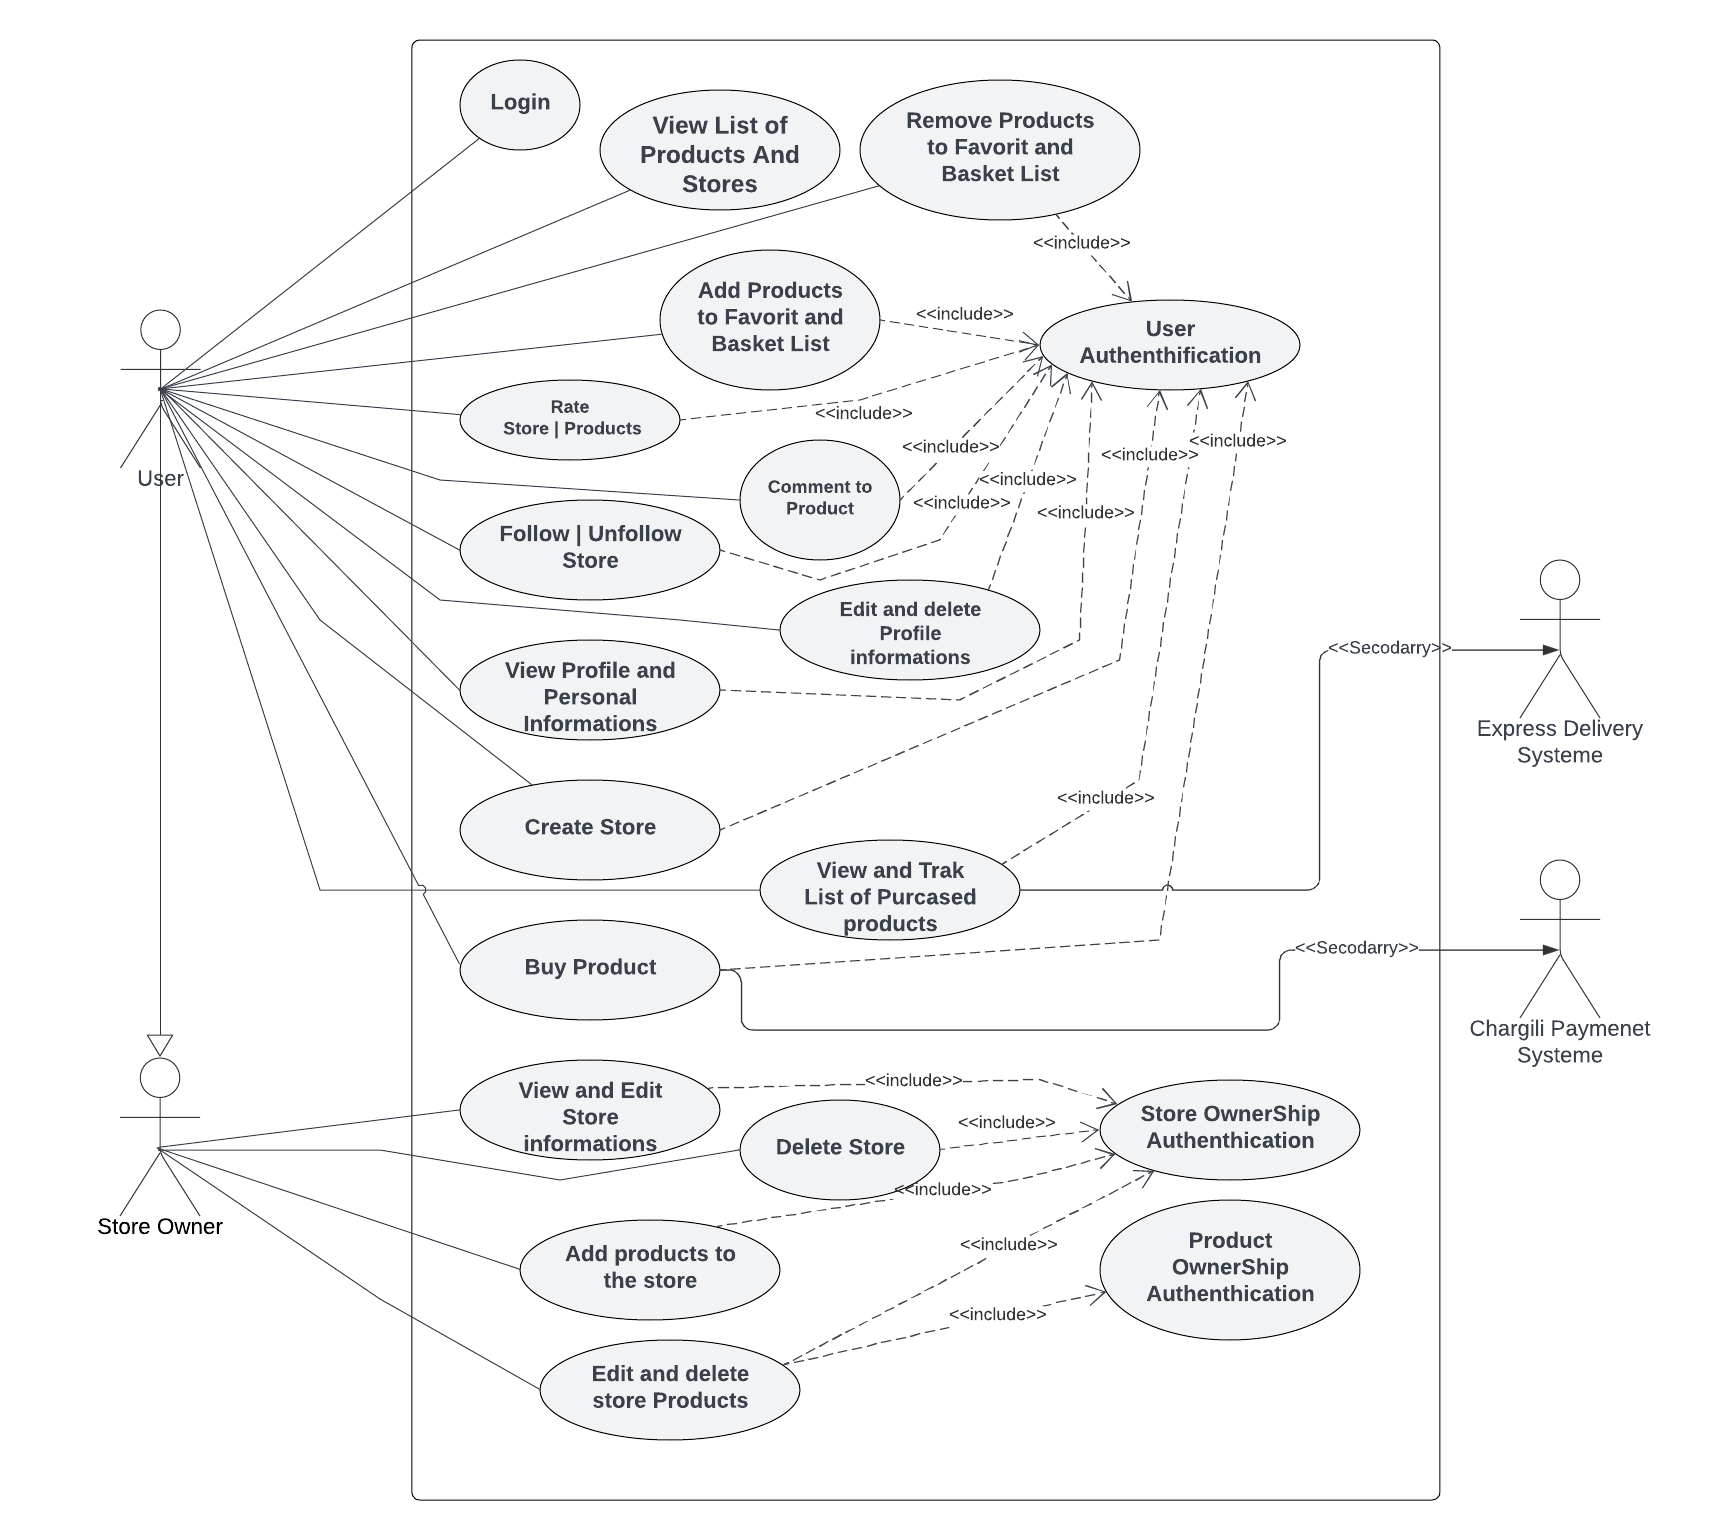 Login
View List of
Products And
Stores
Remove Products
to Favorit and
Basket List
<<include>>
Add Products
to Favorit and
Basket List
<<include>>
User
Authenthification
Rate
Store | Products
<<include>>
<<include>>
<<include>>
<<include>>
User
Comment to
Product
<<include>>
<<include>>
<<include>>
Follow | Unfollow
Store
Edit and delete
Profile
informations
<<Secodarry>>
View Profile and
Personal
Informations
Express Delivery
Systeme
<<include>>
Create Store
View and Trak
List of Purcased
products
<<Secodarry>>
Buy Product
Chargili Paymenet
Systeme
View and Edit
Store
informations
<<include>>
Delete Store
<<include>>
Store OwnerShip
Authenthication
<<include>>
Store Owner
Add products to
the store
<<include>>
Product
OwnerShip
Authenthication
<<include>>
Edit and delete
store Products